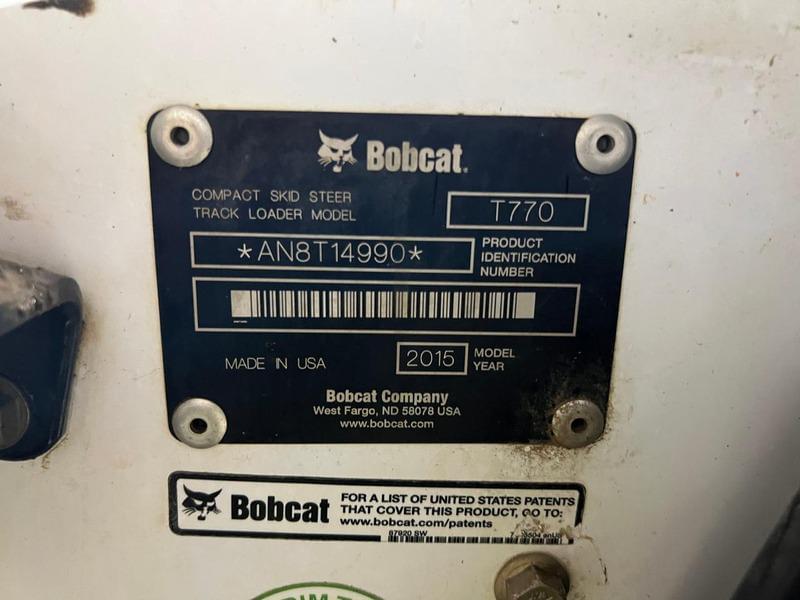 Bobcat.
COMPACT SKID STEER
TRACK LOADER MODEL
T770
*AN8T14990*
PRODUCT
IDENTIFICATION
NUMBER
MADE IN USA
2015
MODEL
YEAR
Bobcat Company
West Fargo, ND 58078 USA
www.bobcat.com
Bobcat
FOR A LIST OF UNITED STATES PATENTS
THAT COVER THIS PRODUCT, GO TO:
www.bobcat.com/patents